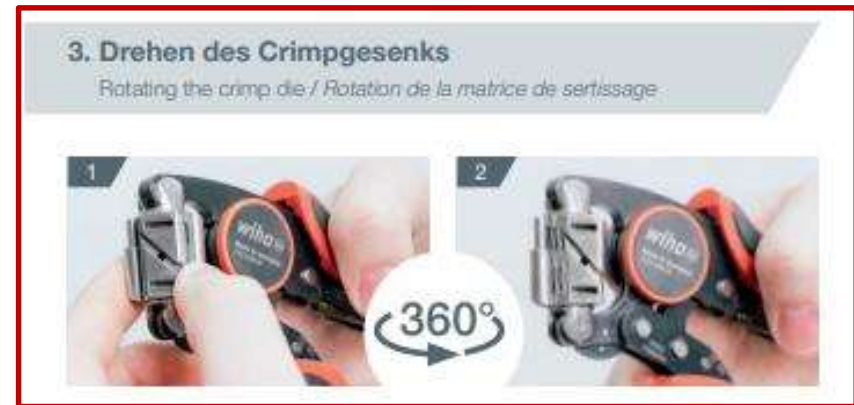 3. Drehen des Crimpgesenks
Rotating the crimp die / Rotation de la matrice de sertissage
1
2
wiha
wiha
360°